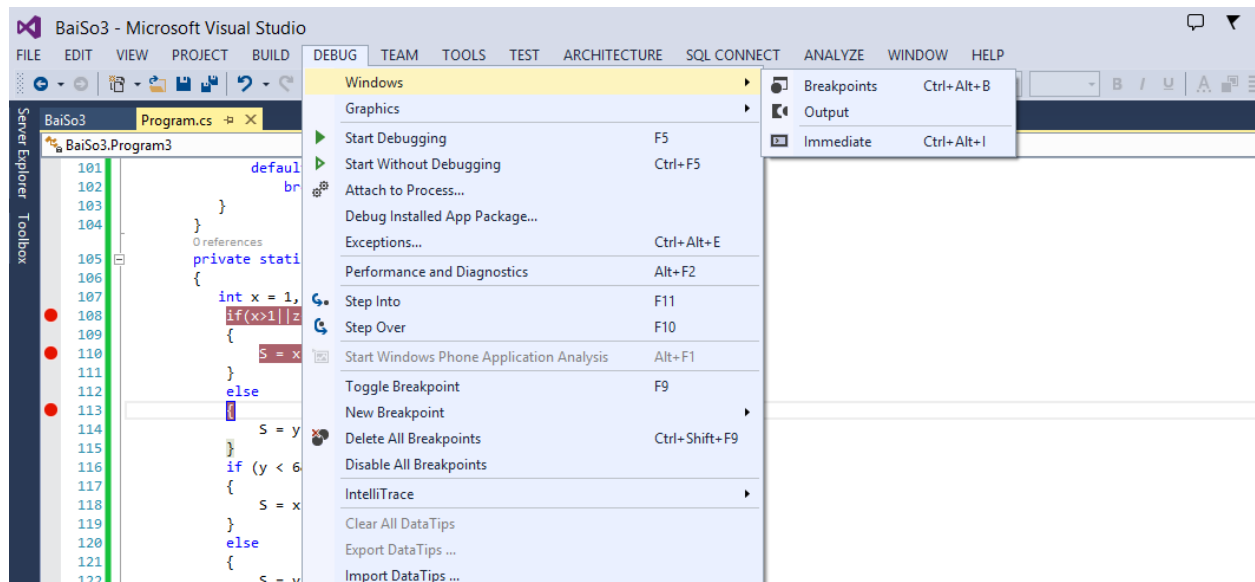 BaiSo3 - Microsoft Visual Studio
FILE EDIT VIEW PROJECT BUILD DEBUG TEAM TOOLS TEST ARCHITECTURE SQL CONNECT ANALYZE WINDOW HELP
Server Explorer
Toolbox
BaiSo3 Program.cs
BaiSo3.Program3
101 defaul
102 br
103 }
104 }
0 references
105 private stati
106 {
107 int x = 1,
108 if(x>1||z
109 {
110 S = x
111 }
112 else
113 {
114 S = y
115 }
116 if (y < 6
117 {
118 S = x
119 }
120 else
121 {
122 S = y
Windows
Graphics
Start Debugging F5
Start Without Debugging Ctrl+F5
Attach to Process...
Debug Installed App Package...
Exceptions... Ctrl+Alt+E
Performance and Diagnostics Alt+F2
Step Into F11
Step Over F10
Start Windows Phone Application Analysis Alt+F1
Toggle Breakpoint F9
New Breakpoint
Delete All Breakpoints Ctrl+Shift+F9
Disable All Breakpoints
IntelliTrace
Clear All DataTips
Export DataTips ...
Import DataTips ...
Breakpoints Ctrl+Alt+B
Output
Immediate Ctrl+Alt+I
B I U A